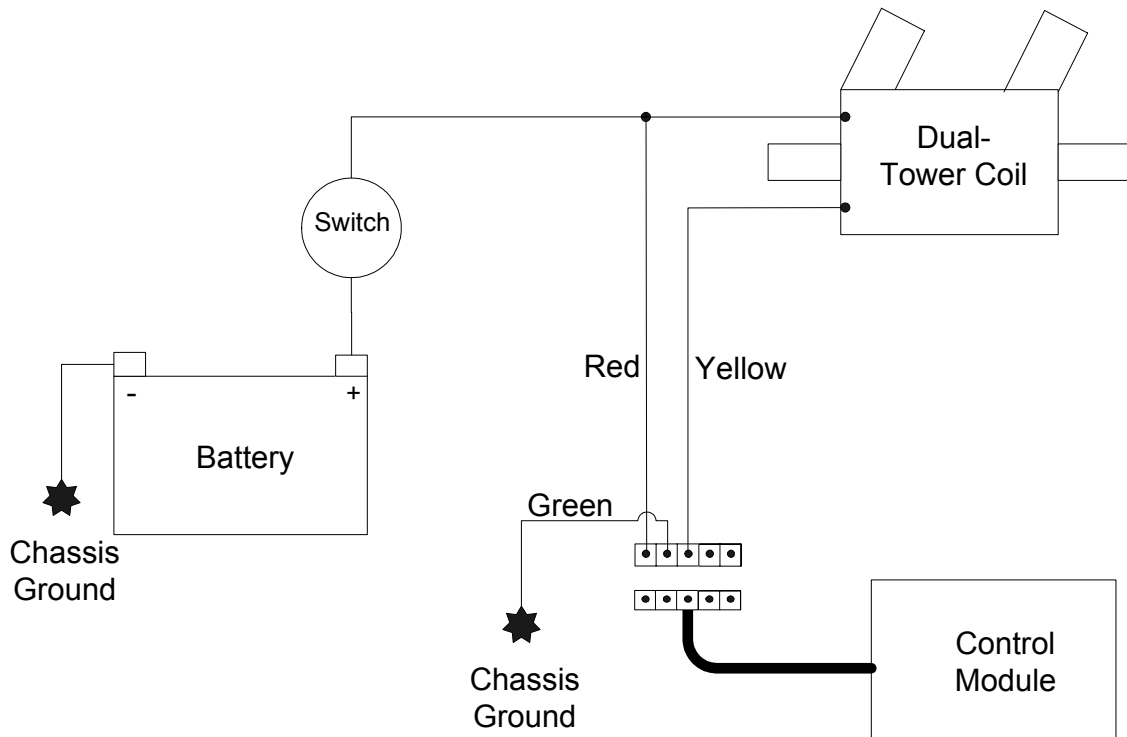 Dual-
Tower Coil
Switch
Red
Yellow
-
+
Battery
Green
Chassis
Ground
Control
Module
Chassis
Ground